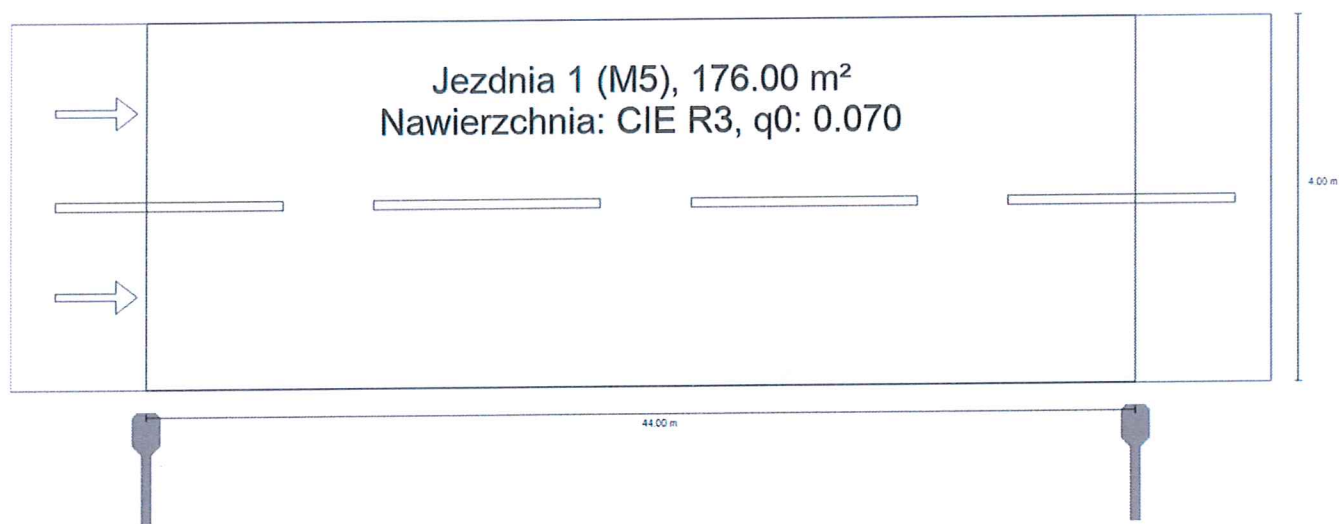 Jezdnia 1 (M5), 176.00 m²
Nawierzchnia: CIE R3, q0: 0.070
4.00 m
44.00 m